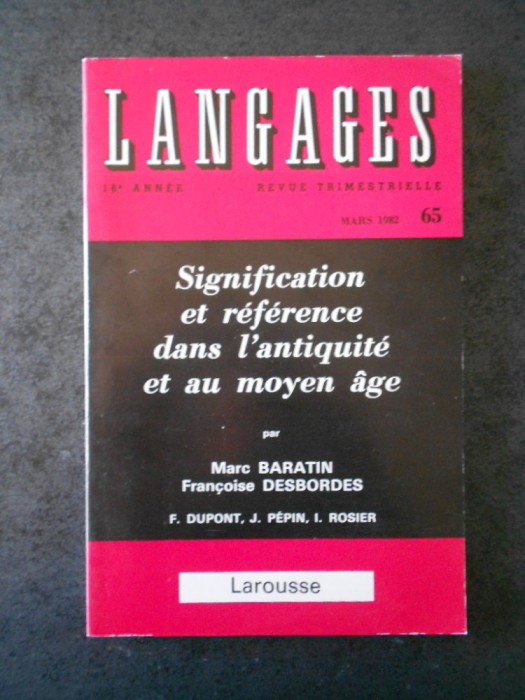 LANGAGES
16e ANNÉE REVUE TRIMESTRIELLE
MARS 1982 65
Signification
et référence
dans l'antiquité
et au moyen âge
par
Marc BARATIN
Françoise DESBORDES
F. DUPONT, J. PÉPIN, I. ROSIER
Larousse